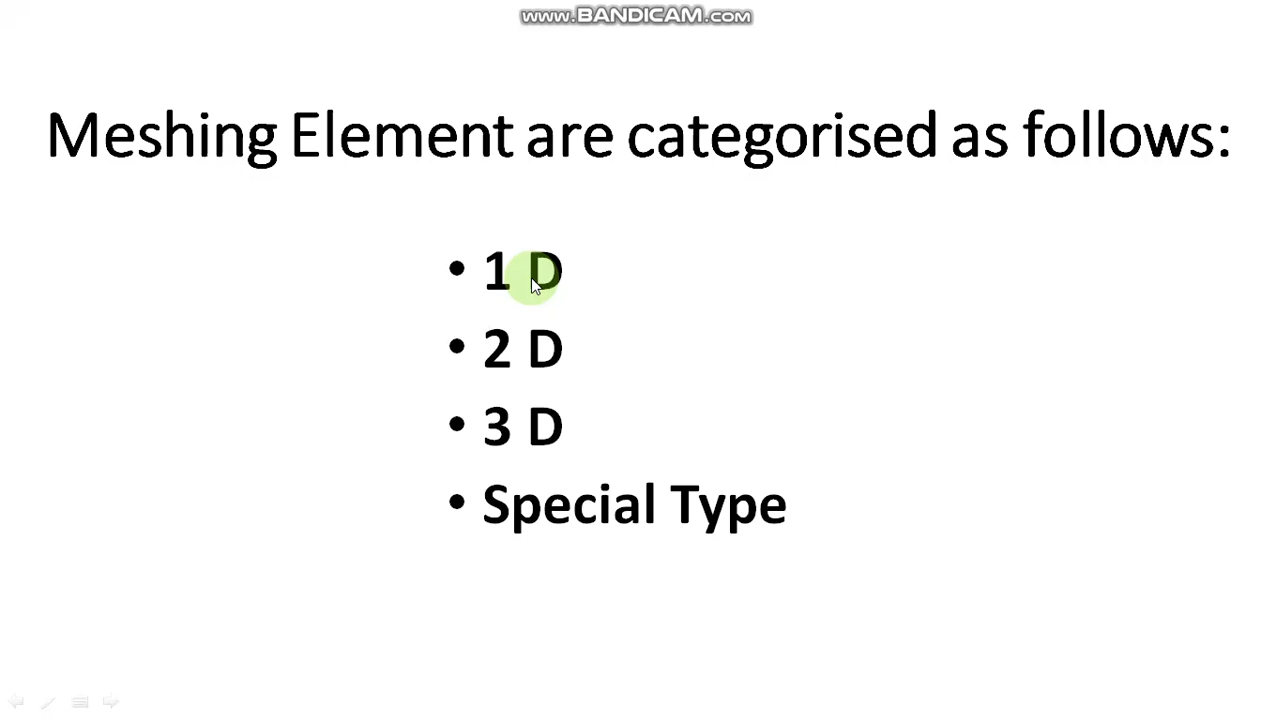 www.BANDICAM.com
Meshing Element are categorised as follows:
• 1 D
• 2 D
• 3 D
• Special Type